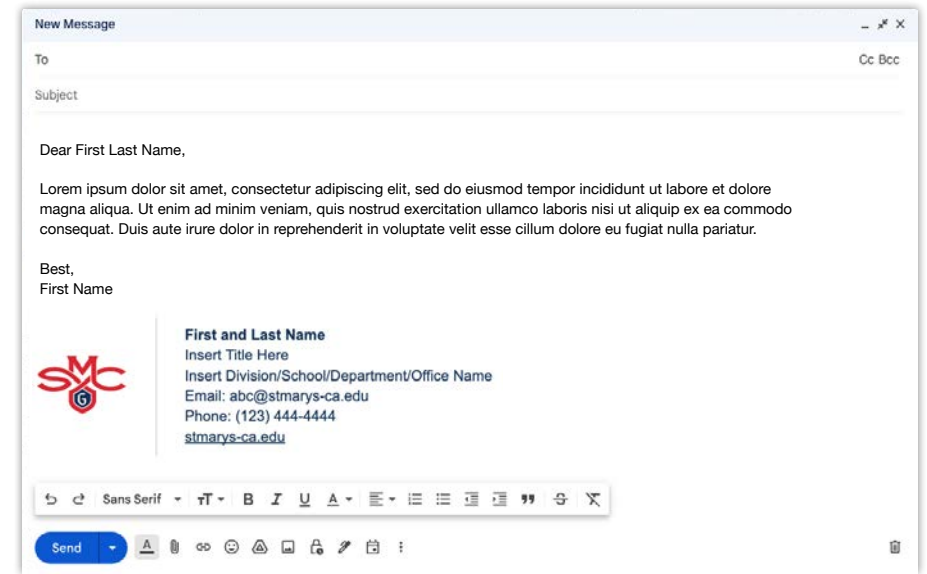 New Message
To
Cc Bcc
Subject
Dear First Last Name,
Lorem ipsum dolor sit amet, consectetur adipiscing elit, sed do eiusmod tempor incididunt ut labore et dolore
magna aliqua. Ut enim ad minim veniam, quis nostrud exercitation ullamco laboris nisi ut aliquip ex ea commodo
consequat. Duis aute irure dolor in reprehenderit in voluptate velit esse cillum dolore eu fugiat nulla pariatur.
Best,
First Name
SMC
G
First and Last Name
Insert Title Here
Insert Division/School/Department/Office Name
Email: abc@stmarys-ca.edu
Phone: (123) 444-4444
stmarys-ca.edu
Sans Serif TT B I U A
Send A